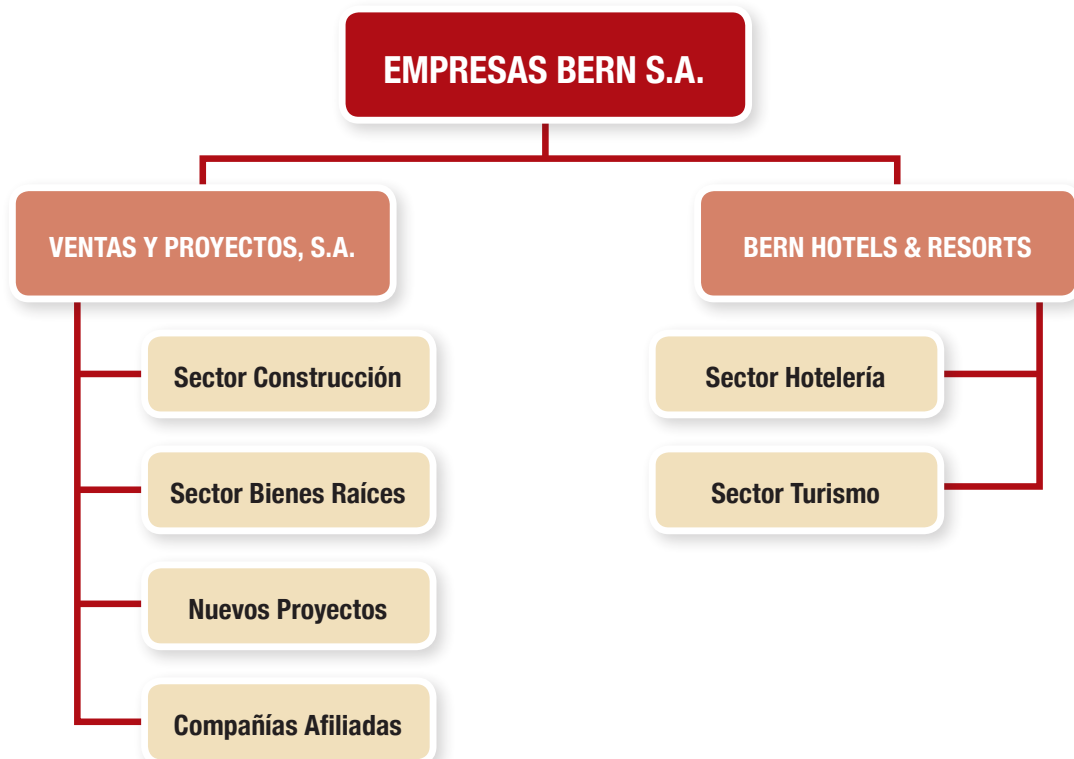 EMPRESAS BERN S.A.
VENTAS Y PROYECTOS, S.A.
Sector Construcción
Sector Bienes Raíces
Nuevos Proyectos
Compañías Afiliadas
BERN HOTELS & RESORTS
Sector Hotelería
Sector Turismo